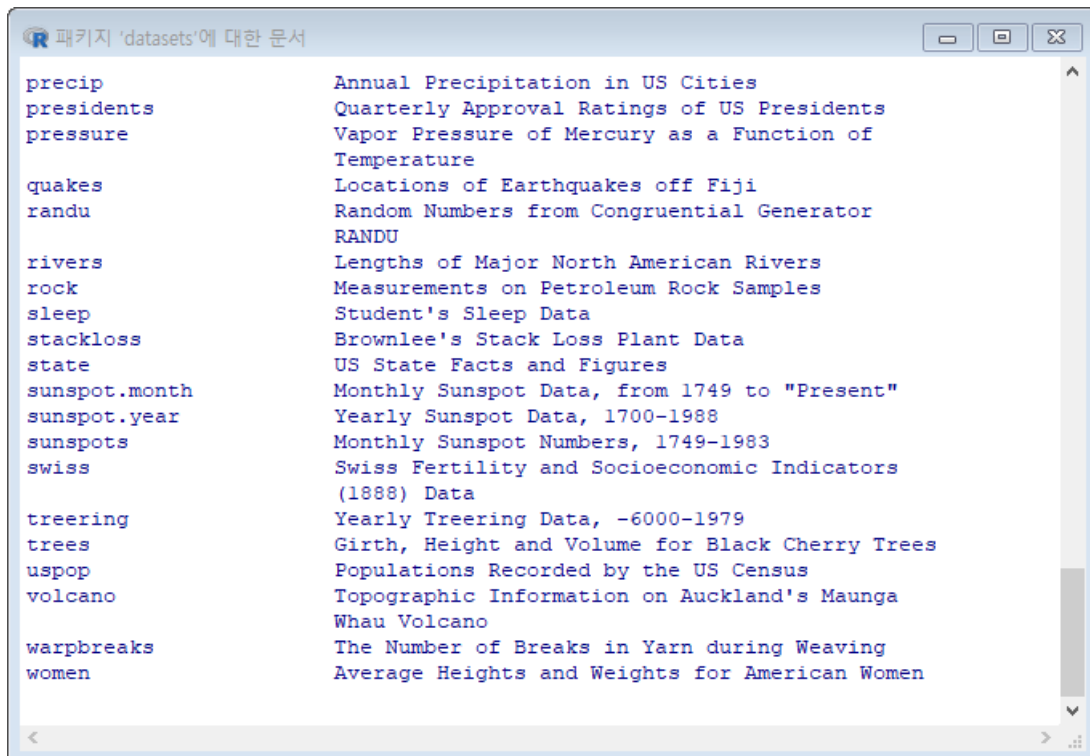 패키지 'datasets'에 대한 문서
precip Annual Precipitation in US Cities
presidents Quarterly Approval Ratings of US Presidents
pressure Vapor Pressure of Mercury as a Function of
Temperature
quakes Locations of Earthquakes off Fiji
randu Random Numbers from Congruential Generator
RANDU
rivers Lengths of Major North American Rivers
rock Measurements on Petroleum Rock Samples
sleep Student's Sleep Data
stackloss Brownlee's Stack Loss Plant Data
state US State Facts and Figures
sunspot.month Monthly Sunspot Data, from 1749 to "Present"
sunspot.year Yearly Sunspot Data, 1700-1988
sunspots Monthly Sunspot Numbers, 1749-1983
swiss Swiss Fertility and Socioeconomic Indicators
(1888) Data
treering Yearly Treering Data, -6000-1979
trees Girth, Height and Volume for Black Cherry Trees
uspop Populations Recorded by the US Census
volcano Topographic Information on Auckland's Maunga
Whau Volcano
warpbreaks The Number of Breaks in Yarn during Weaving
women Average Heights and Weights for American Women